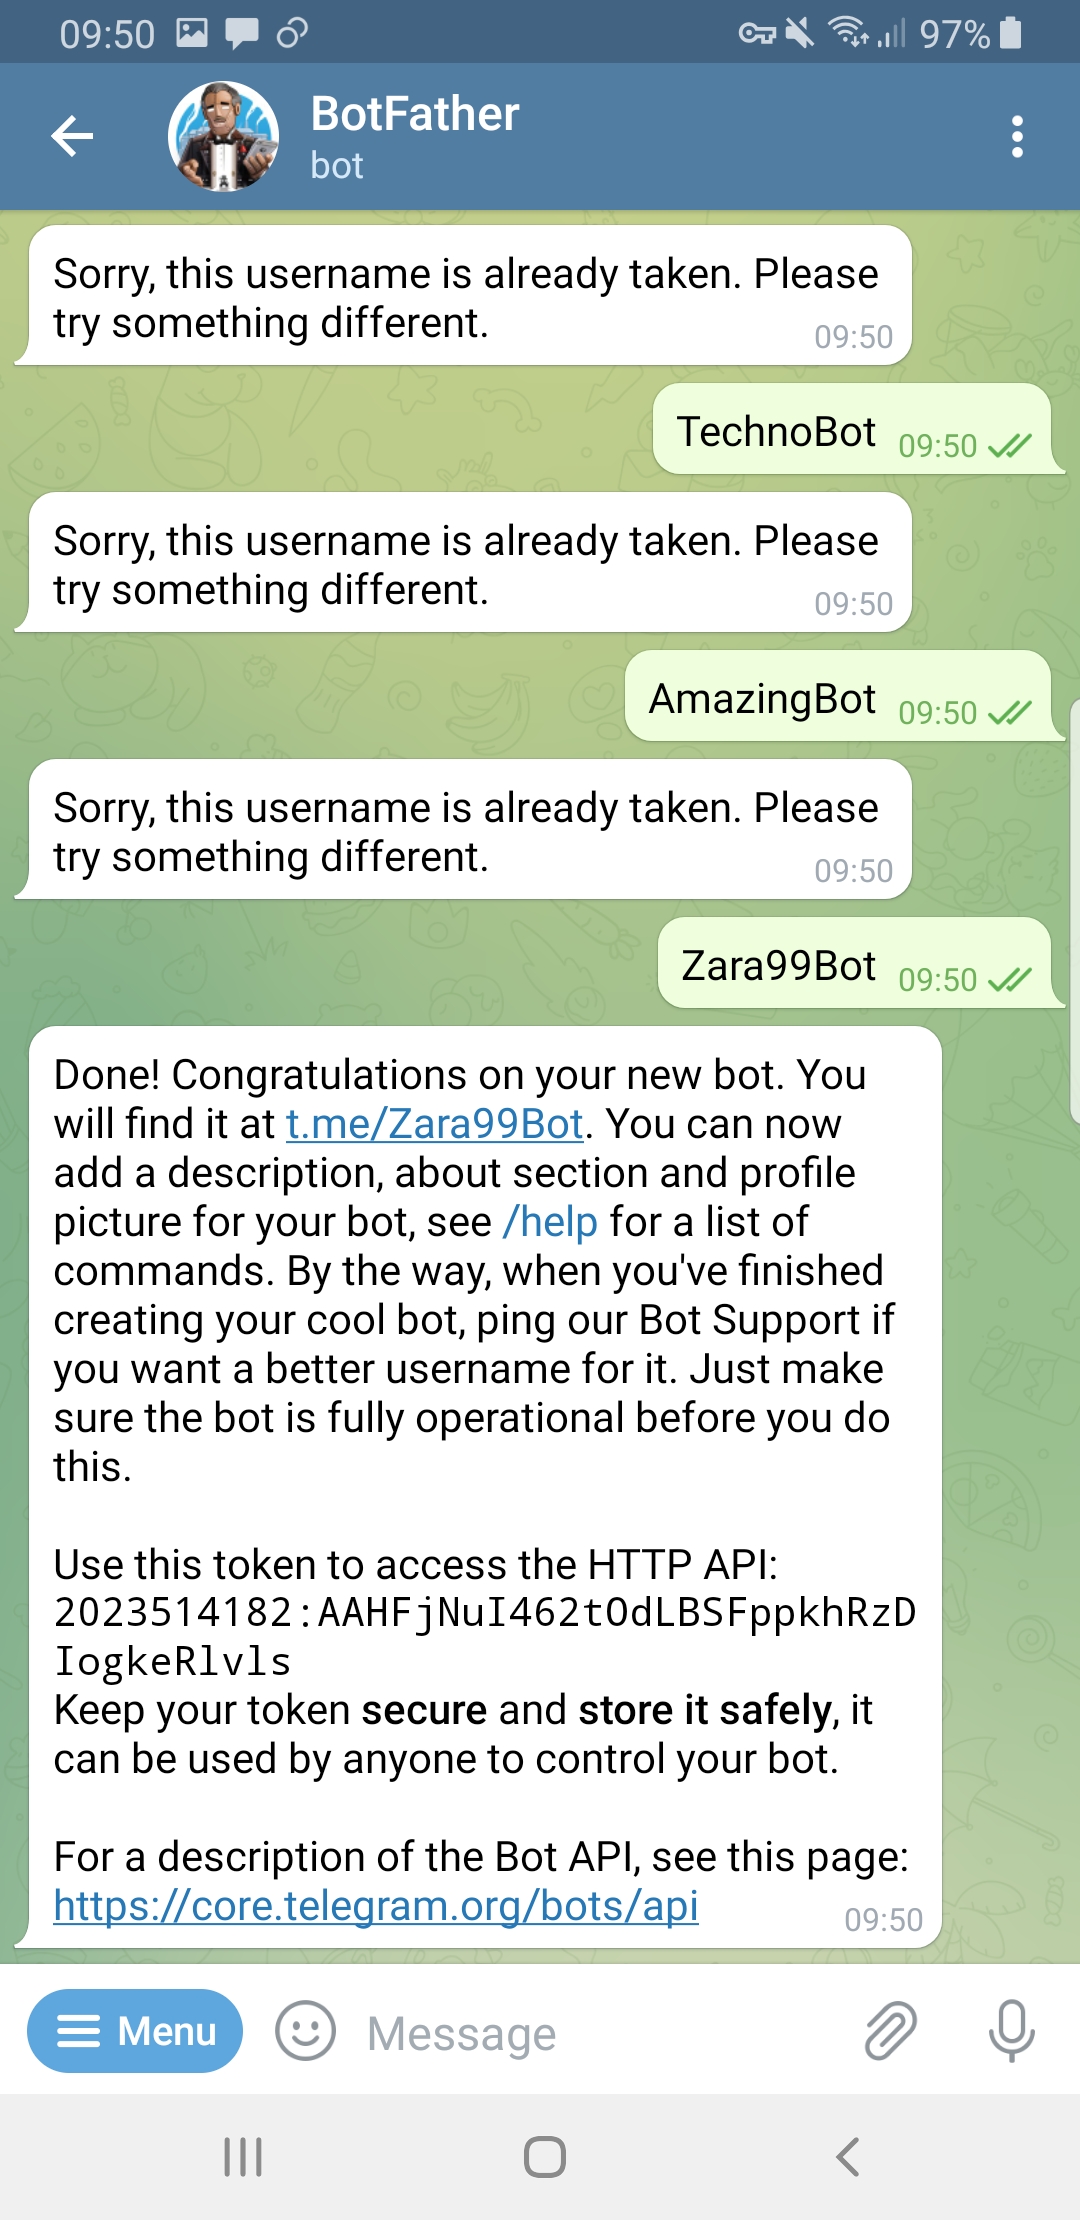 09:50
97%
BotFather
bot
Sorry, this username is already taken. Please
try something different.
09:50
TechnoBot 09:50
Sorry, this username is already taken. Please
try something different.
09:50
AmazingBot 09:50
Sorry, this username is already taken. Please
try something different.
09:50
Zara99Bot 09:50
Done! Congratulations on your new bot. You
will find it at t.me/Zara99Bot. You can now
add a description, about section and profile
picture for your bot, see /help for a list of
commands. By the way, when you've finished
creating your cool bot, ping our Bot Support if
you want a better username for it. Just make
sure the bot is fully operational before you do
this.
Use this token to access the HTTP API:
2023514182:AAHFjNuI462tOdLBSFppkhRzD
IogkeRlvls
Keep your token secure and store it safely, it
can be used by anyone to control your bot.
For a description of the Bot API, see this page:
https://core.telegram.org/bots/api
09:50
Menu
Message